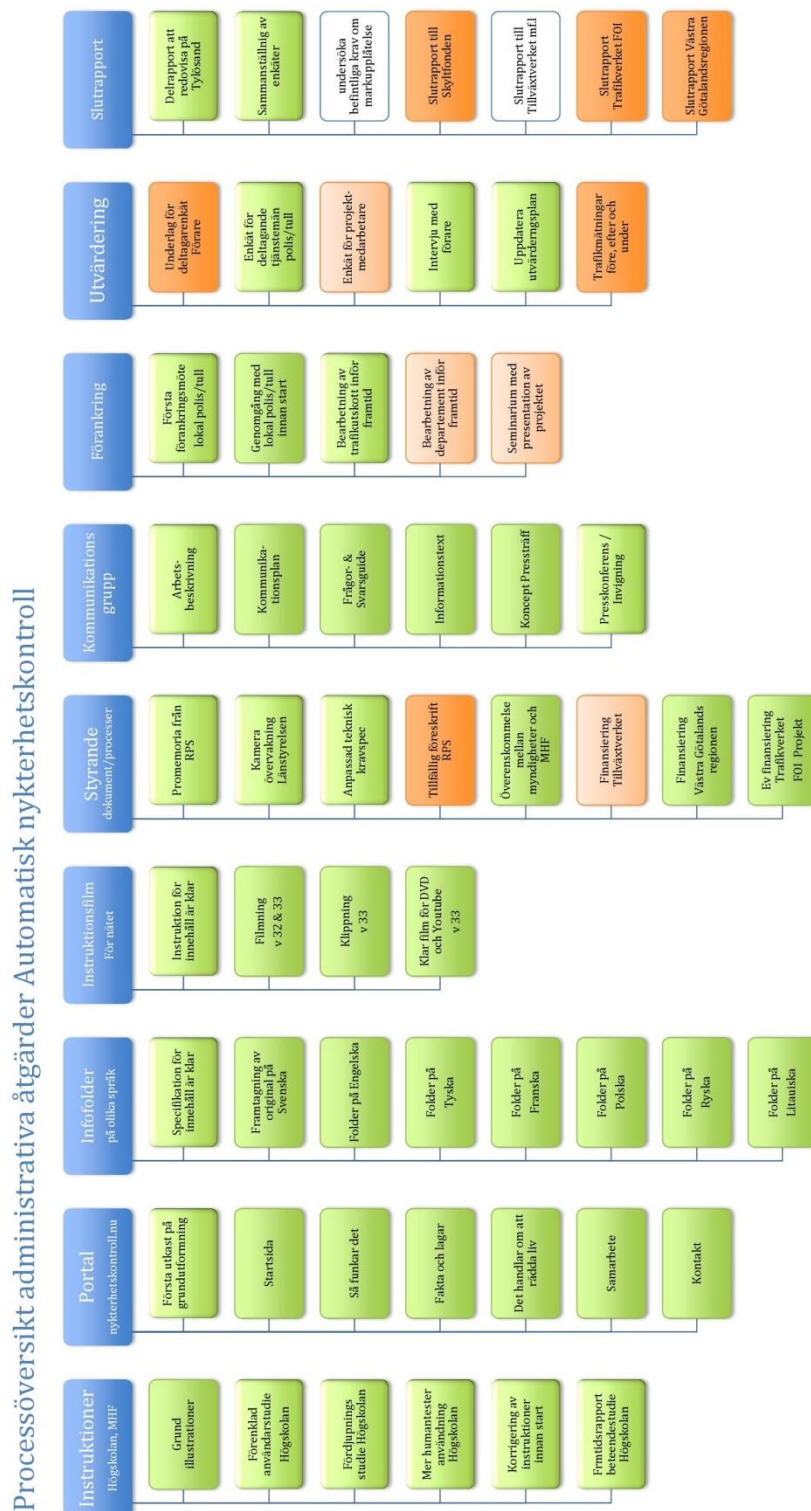 Processöversikt administrativa åtgärder Automatisk nykterhetskontroll
Instruktioner
Högskolan, MHF
Grund
illustrationer
Förenklad
användarstudie
Högskolan
Fördjupnings
studie Högskolan
Mer humantester
användning
Högskolan
Korrigering av
instruktioner
innan start
Frmtidsrapport
beteendestudie
Högskolan
Portal
nykterhetskontroll.nu
Första utkast på
grundutformning
Startsida
Så funkar det
Fakta och lagar
Det handlar om att
rädda liv
Samarbete
Kontakt
Infofolder
på olika språk
Specifikation för
innehåll är klar
Framtagning av
original på
Svenska
Folder på Engelska
Folder på
Tyska
Folder på
Franska
Folder på
Polska
Folder på
Ryska
Folder på
Litauiska
Instruktionsfilm
För nätet
Instruktion för
innehåll är klar
Filmning
v 32 & 33
Klippning
v 33
Klar film för DVD
och Youtube
v 33
Styrande
dokument/processer
Promemoria från
RPS
Kamera
övervakning
Länstyrelsen
Anpassad teknisk
kravspec
Tillfällig föreskrift
RPS
Överenskommelse
mellan
myndigheter och
MHF
Finansiering
Tillväxtverket
Finansiering
Västra Götalands
regionen
Ev finansiering
Trafikverket
FOI Projekt
Kommunikations
grupp
Arbets-
beskrivning
Kommunika-
tionsplan
Frågor- &
Svarsguide
Informationstext
Koncept Pressträff
Presskonferens /
Invigning
Förankring
Första
förankringsmöte
lokal polis/tull
Genomgång med
lokal polis/tull
innan start
Bearbetning av
trafikutskott inför
framtid
Bearbetning av
departement inför
framtid
Seminarium med
presentation av
projektet
Utvärdering
Underlag för
deltagarenkät
Förare
Enkät för
deltagande
tjänstemän
polis/tull
Enkät för projekt-
medarbetare
Intervju med
förare
Uppdatera
utvärderngsplan
Trafikmätningar
före, efter och
under
Slutrapport
Delrapport att
redovisa på
Tylösand
Sammanställnig av
enkäter
undersöka
befintliga krav om
markupplåtelse
Slutrapport till
Skyltfonden
Slutrapport till
Tillväxtverket mf.l
Slutrapport
Trafikverket FOI
Slutrapport Västra
Götalandsregionen